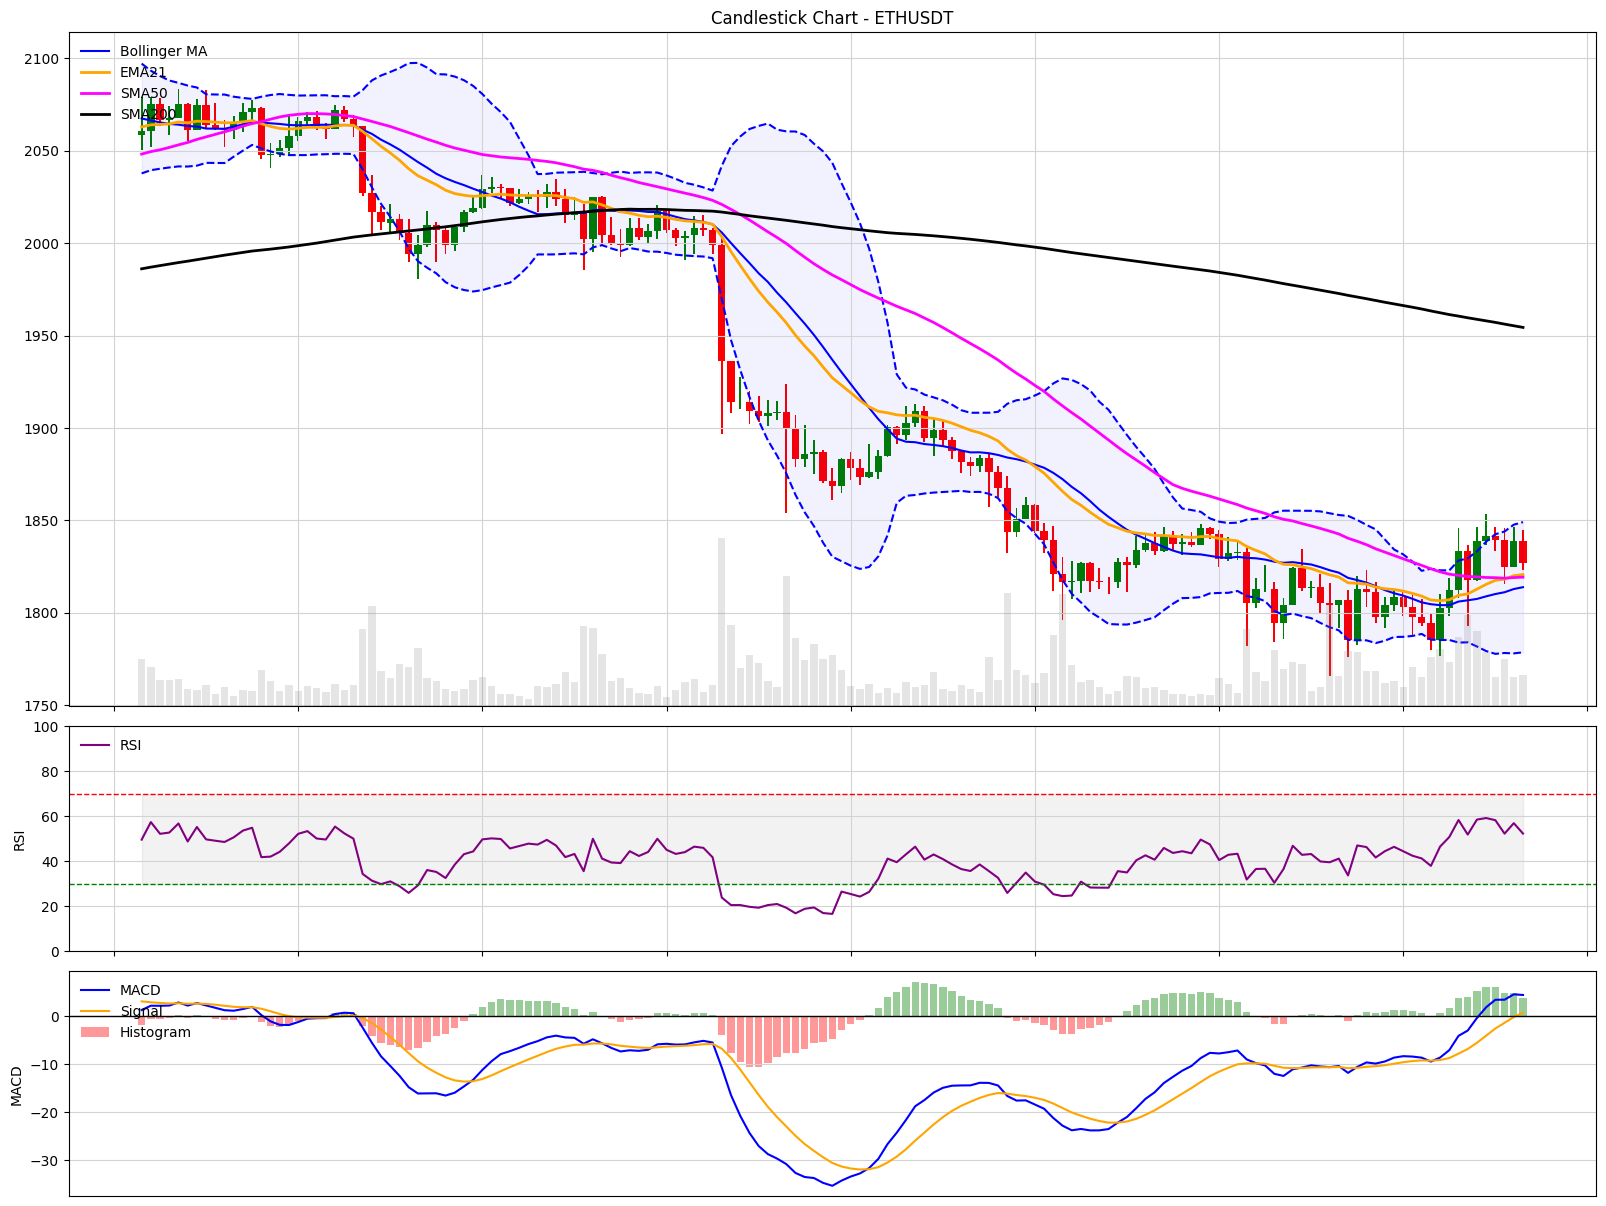 Candlestick Chart - ETHUSDT
Bollinger MA
EMA21
SMA50
SMA200
2100
2050
2000
1950
1900
1850
1800
1750
RSI
RSI
100
80
60
40
20
0
MACD
Signal
Histogram
MACD
0
−10
−20
−30